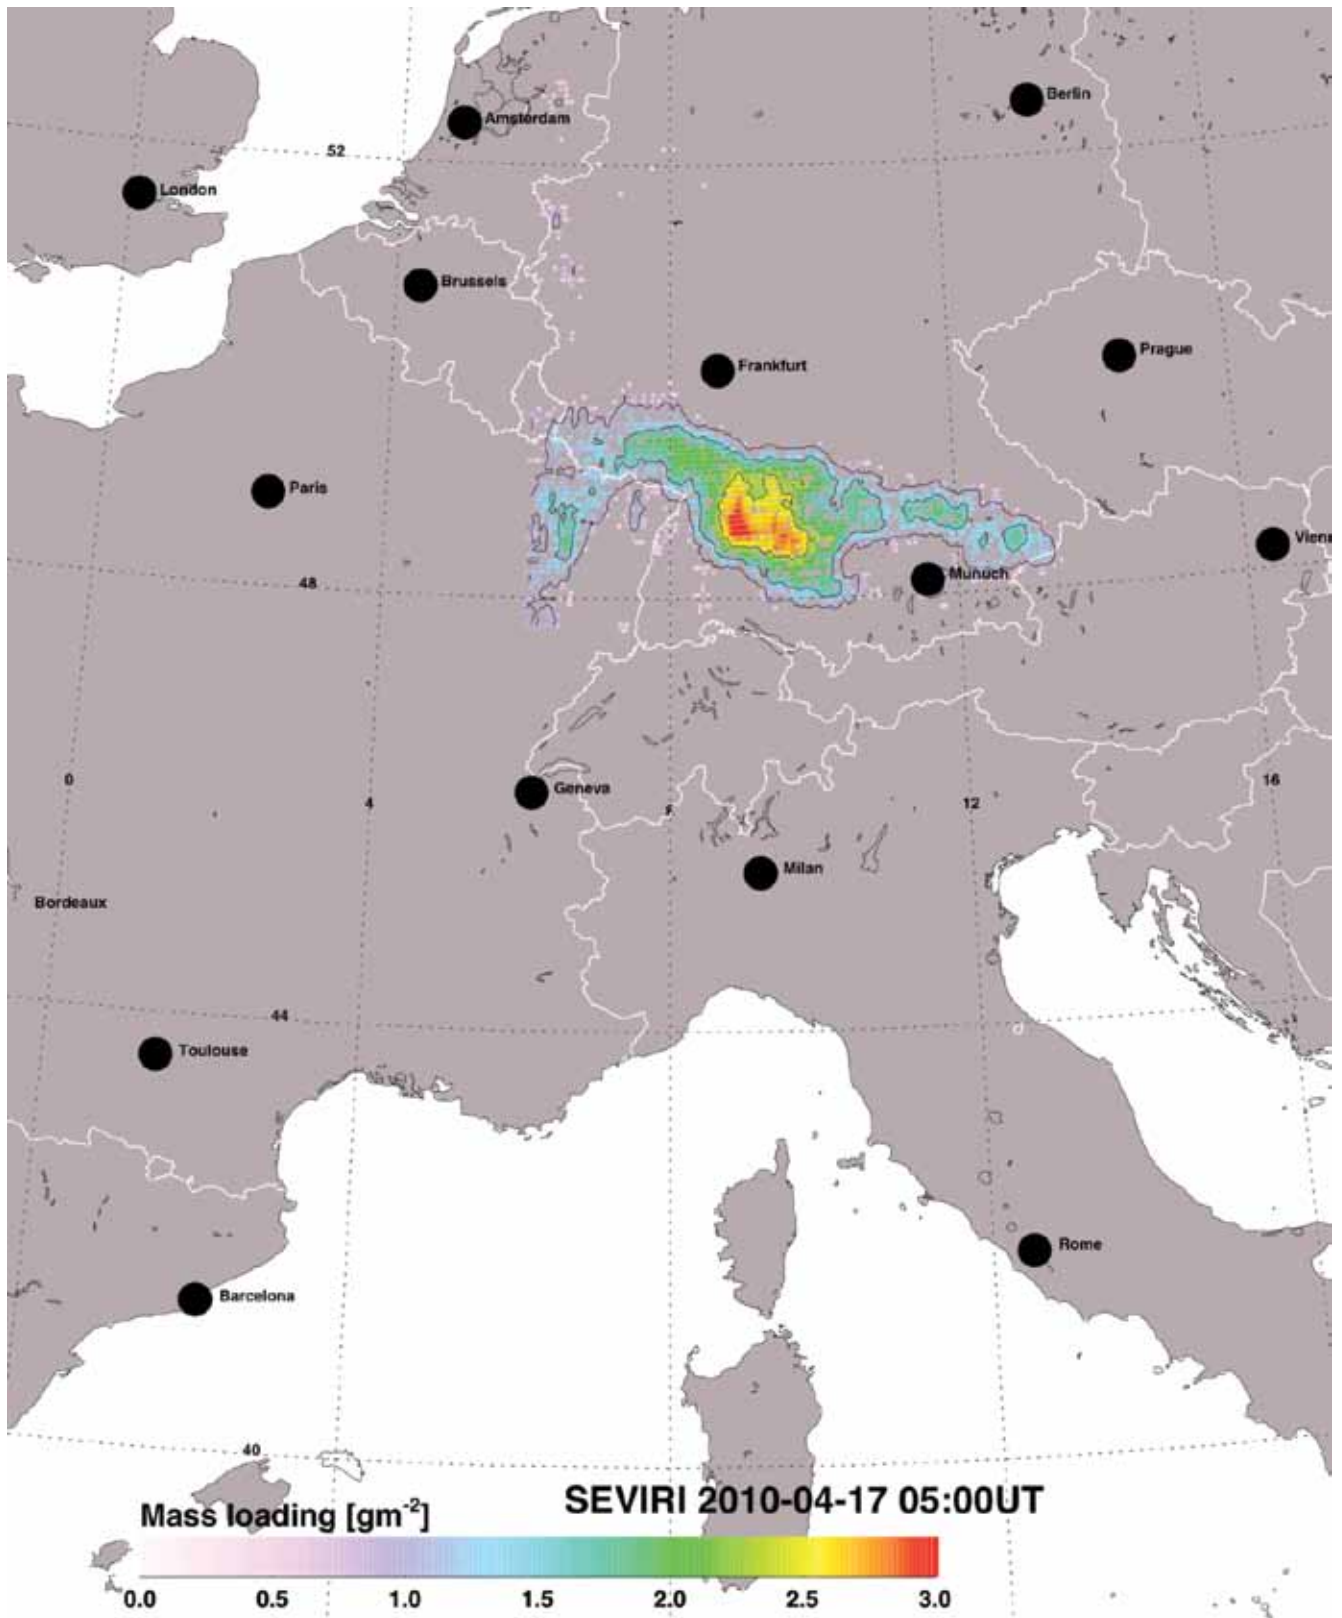 Berlin
Amsterdam
52
London
Brussels
Prague
Frankfurt
Paris
Vienn
48
Munuch
0
4
Geneva
8
12
16
Milan
Bordeaux
44
Toulouse
Rome
Barcelona
40
Mass loading [gm-2]
SEVIRI 2010-04-17 05:00UT
0.0 0.5 1.0 1.5 2.0 2.5 3.0